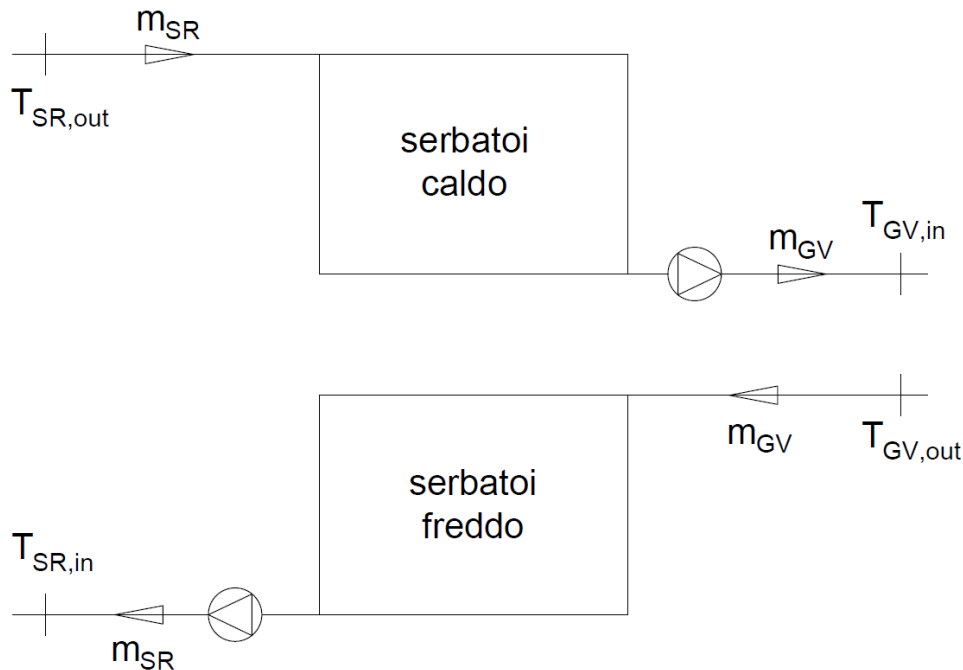 m_SR
T_SR,out
serbatoi
caldo
T_GV,in
m_GV
serbatoi
freddo
m_GV
T_GV,out
T_SR,in
m_SR